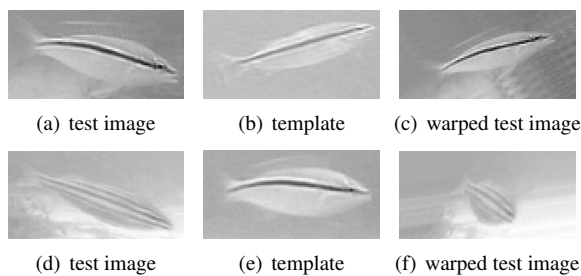 (a) test image (b) template (c) warped test image
(d) test image (e) template (f) warped test image